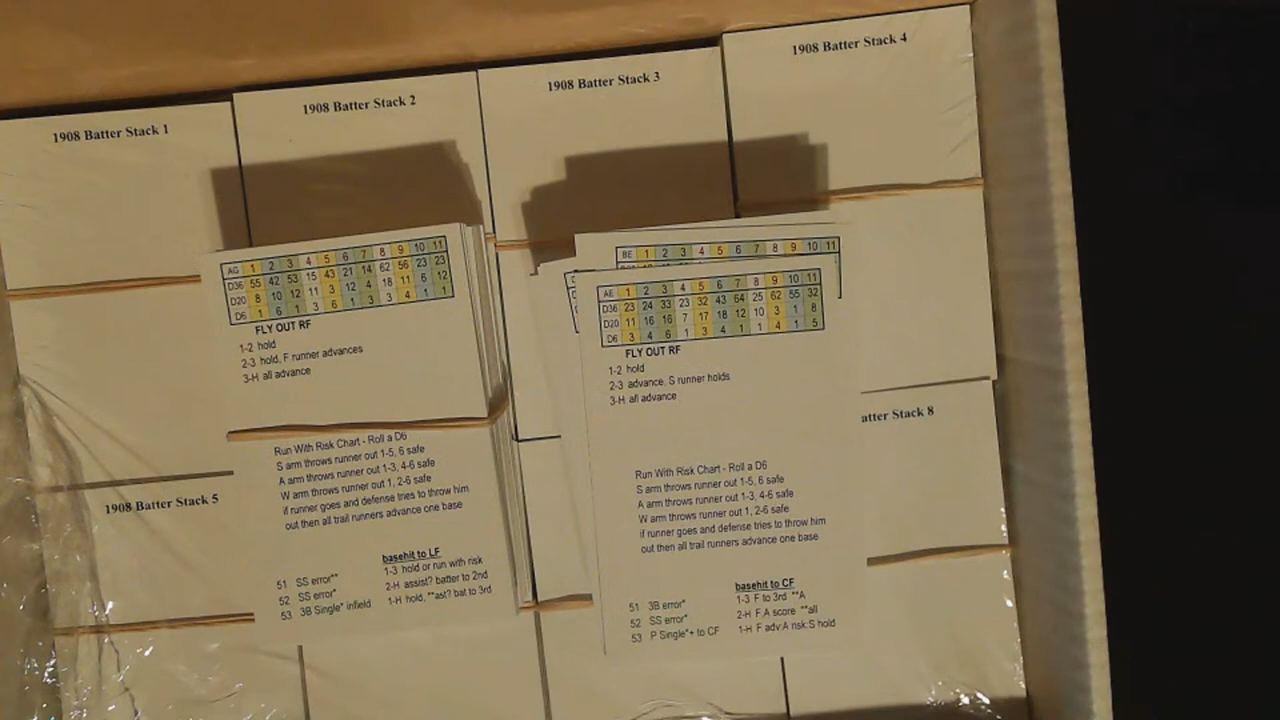 1908 Batter Stack 1
1908 Batter Stack 2
1908 Batter Stack 3
1908 Batter Stack 4
AG 1 2 3 4 5 6 7 8 9 10 11
D36 55 42 53 15 43 21 14 62 56 23 23
D20 8 10 12 11 3 12 4 18 11 6 12
D6 1 6 1 3 6 1 3 3 4 1 1
FLY OUT RF
1-2 hold
2-3 hold, F runner advances
3-H all advance
Run With Risk Chart - Roll a D6
S arm throws runner out 1-5, 6 safe
A arm throws runner out 1-3, 4-6 safe
W arm throws runner out 1, 2-6 safe
if runner goes and defense tries to throw him
out then all trail runners advance one base
basehit to LF
51 SS error** 1-3 hold or run with risk
52 SS error* 2-H assist? batter to 2nd
53 3B Single* infield 1-H hold, **ast? bat to 3rd
BE 1 2 3 4 5 6 7 8 9 10 11
AE 1 2 3 4 5 6 7 8 9 10 11
D36 23 24 33 23 32 43 64 25 62 55 32
D20 11 16 16 7 17 18 12 10 3 1 8
D6 3 4 6 1 3 4 1 1 4 1 5
FLY OUT RF
1-2 hold
2-3 advance, S runner holds
3-H all advance
Run With Risk Chart - Roll a D6
S arm throws runner out 1-5, 6 safe
A arm throws runner out 1-3, 4-6 safe
W arm throws runner out 1, 2-6 safe
if runner goes and defense tries to throw him
out then all trail runners advance one base
basehit to CF
51 3B error* 1-3 F to 3rd **A
52 SS error* 2-H F,A score **all
53 P Single*+ to CF 1-H F adv:A risk:S hold
1908 Batter Stack 5
atter Stack 8